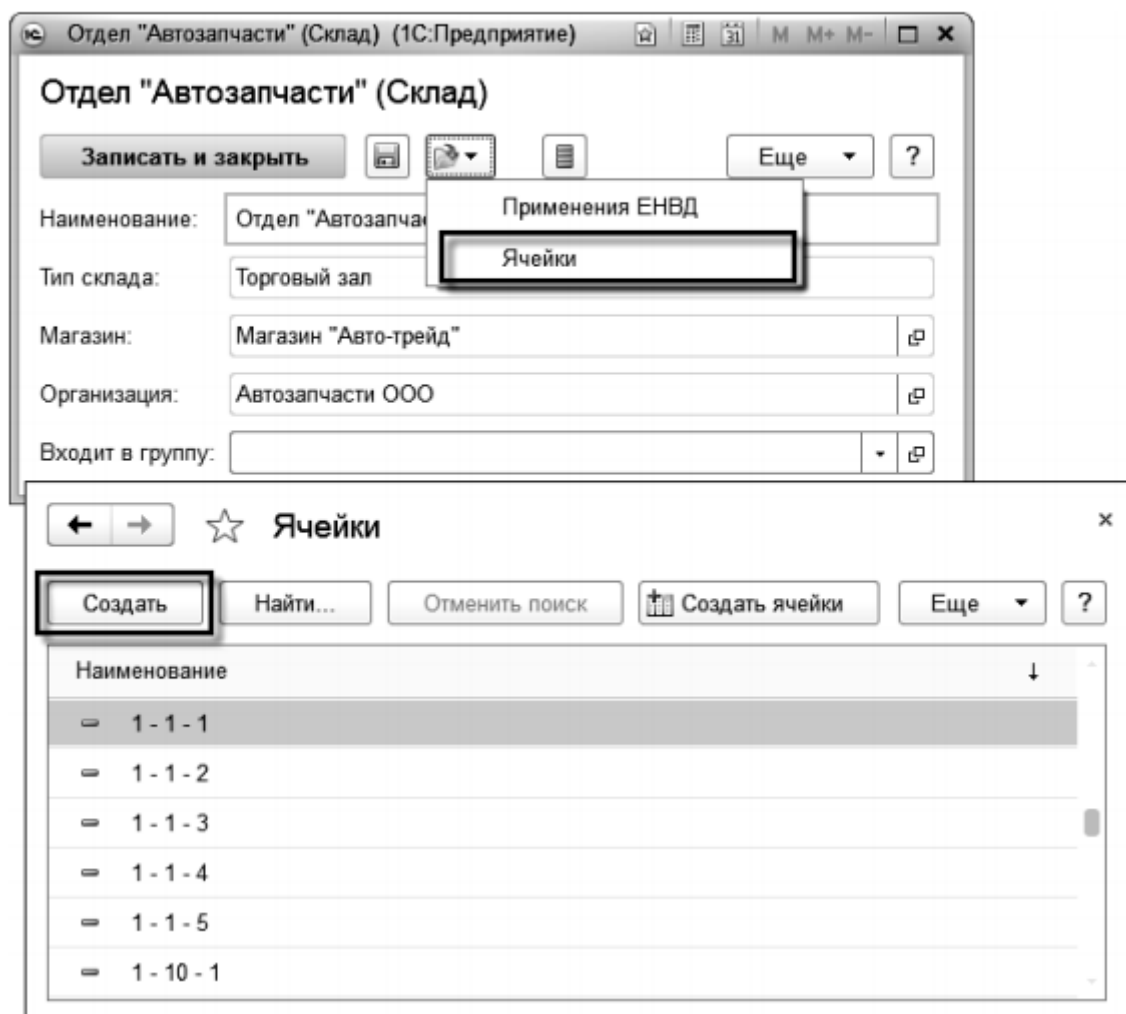 Отдел "Автозапчасти" (Склад) (1С:Предприятие) 31 M M+ M-
Отдел "Автозапчасти" (Склад)
Записать и закрыть Еще ?
Применения ЕНВД
Наименование: Отдел "Автозапча
Ячейки
Тип склада: Торговый зал
Магазин: Магазин "Авто-трейд"
Организация: Автозапчасти ООО
Входит в группу:
Ячейки
Создать Найти... Отменить поиск Создать ячейки Еще ?
Наименование
1 - 1 - 1
1 - 1 - 2
1 - 1 - 3
1 - 1 - 4
1 - 1 - 5
1 - 10 - 1